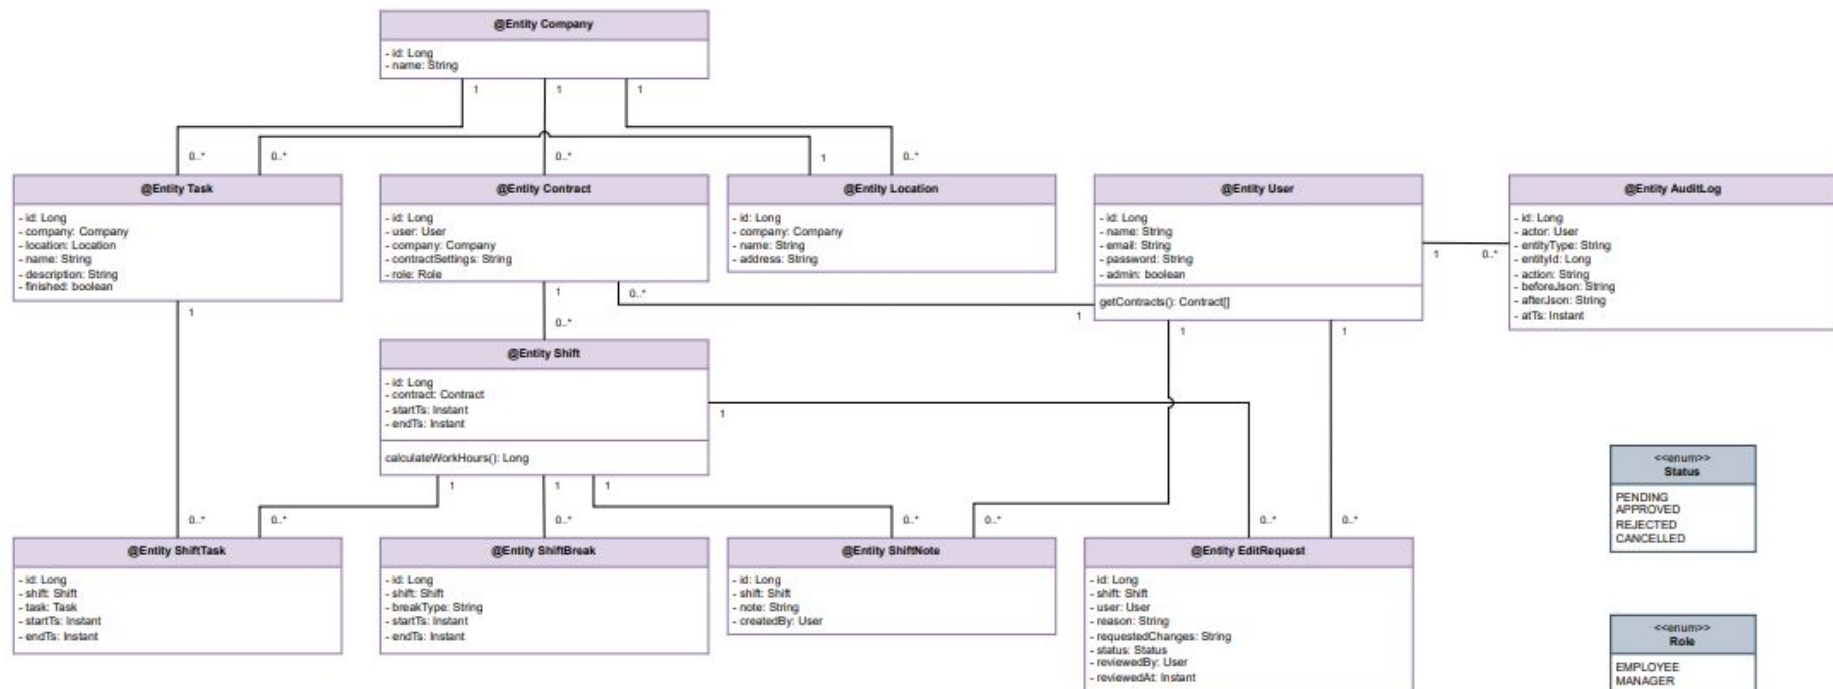 @Entity Company
- id: Long
- name: String
1
1
1
0..*
0..*
0..*
1
0..*
@Entity Task
- id: Long
- company: Company
- location: Location
- name: String
- description: String
- finished: boolean
1
@Entity Contract
- id: Long
- user: User
- company: Company
- contractSettings: String
- role: Role
1
0..*
0..*
@Entity Location
- id: Long
- company: Company
- name: String
- address: String
@Entity User
- id: Long
- name: String
- email: String
- password: String
- admin: boolean
getContracts(): Contract[]
1
1
1
1
0..*
@Entity AuditLog
- id: Long
- actor: User
- entityType: String
- entityId: Long
- action: String
- beforeJson: String
- afterJson: String
- atTs: Instant
@Entity Shift
- id: Long
- contract: Contract
- startTs: Instant
- endTs: Instant
calculateWorkHours(): Long
1
1
1
1
0..*
0..*
0..*
0..*
0..*
0..*
0..*
@Entity ShiftTask
- id: Long
- shift: Shift
- task: Task
- startTs: Instant
- endTs: Instant
@Entity ShiftBreak
- id: Long
- shift: Shift
- breakType: String
- startTs: Instant
- endTs: Instant
@Entity ShiftNote
- id: Long
- shift: Shift
- note: String
- createdBy: User
@Entity EditRequest
- id: Long
- shift: Shift
- user: User
- reason: String
- requestedChanges: String
- status: Status
- reviewedBy: User
- reviewedAt: Instant
<<enum>>
Status
PENDING
APPROVED
REJECTED
CANCELLED
<<enum>>
Role
EMPLOYEE
MANAGER